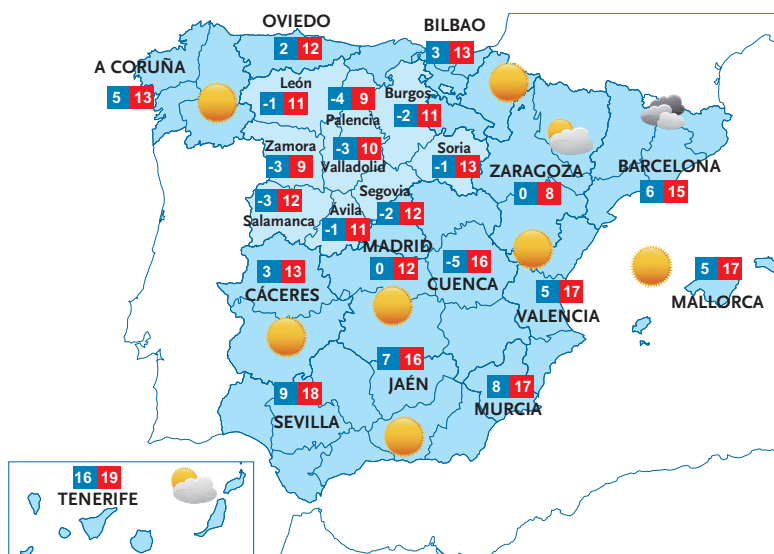 OVIEDO
2 12
BILBAO
3 13
A CORUÑA
5 13
León
-1 11
-4 9
Palencia
Burgos
-2 11
Zamora
-3 9
-3 10
Valladolid
Soria
-1 13
ZARAGOZA
0 8
BARCELONA
6 15
-3 12
Salamanca
Ávila
-1 11
Segovia
-2 12
MADRID
0 12
-5 16
CUENCA
3 13
CÁCERES
5 17
VALENCIA
5 17
MALLORCA
7 16
JAÉN
8 17
MURCIA
9 18
SEVILLA
16 19
TENERIFE